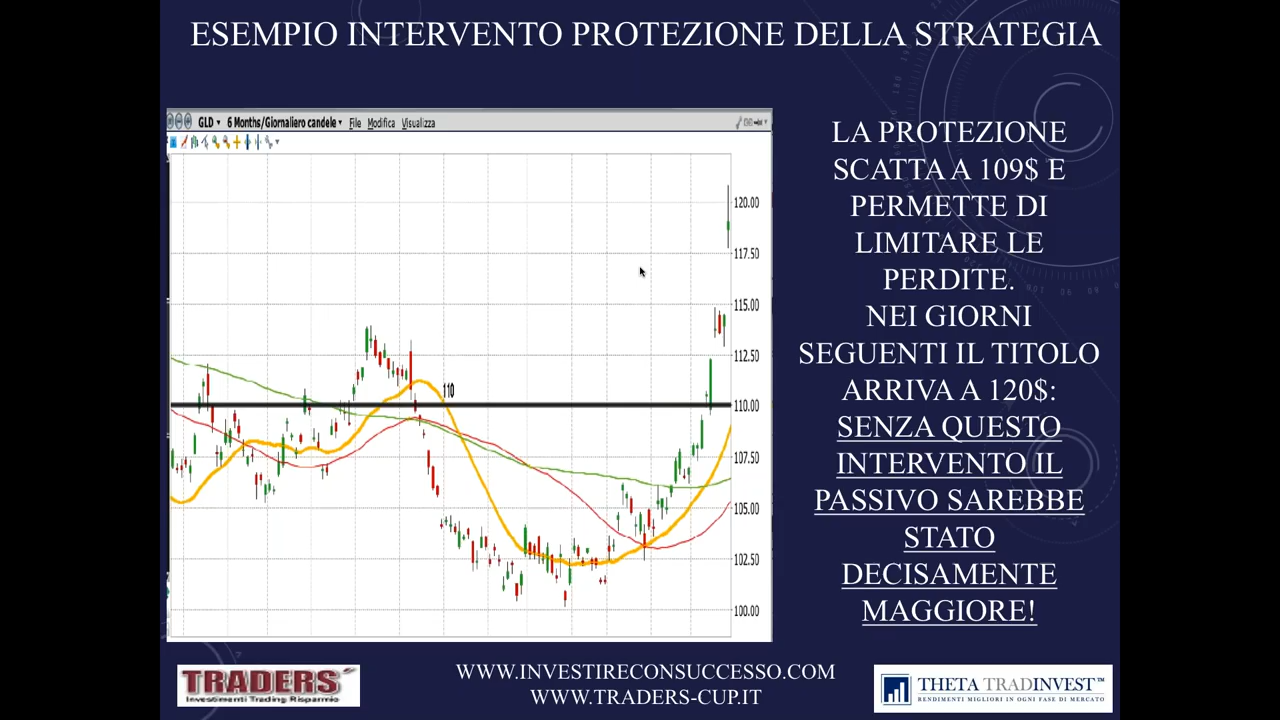 ESEMPIO INTERVENTO PROTEZIONE DELLA STRATEGIA
GLD 6 Months/Giornaliero candele File Modifica Visualizza
120.00
117.50
115.00
112.50
110
110.00
107.50
105.00
102.50
100.00
LA PROTEZIONE
SCATTA A 109$ E
PERMETTE DI
LIMITARE LE
PERDITE.
NEI GIORNI
SEGUENTI IL TITOLO
ARRIVA A 120$:
SENZA QUESTO
INTERVENTO IL
PASSIVO SAREBBE
STATO
DECISAMENTE
MAGGIORE!
TRADERS´
Investimenti Trading Risparmio
WWW.INVESTIRECONSUCCESSO.COM
WWW.TRADERS-CUP.IT
THETA TRADINVEST™
RENDIMENTI MIGLIORI IN OGNI FASE DI MERCATO